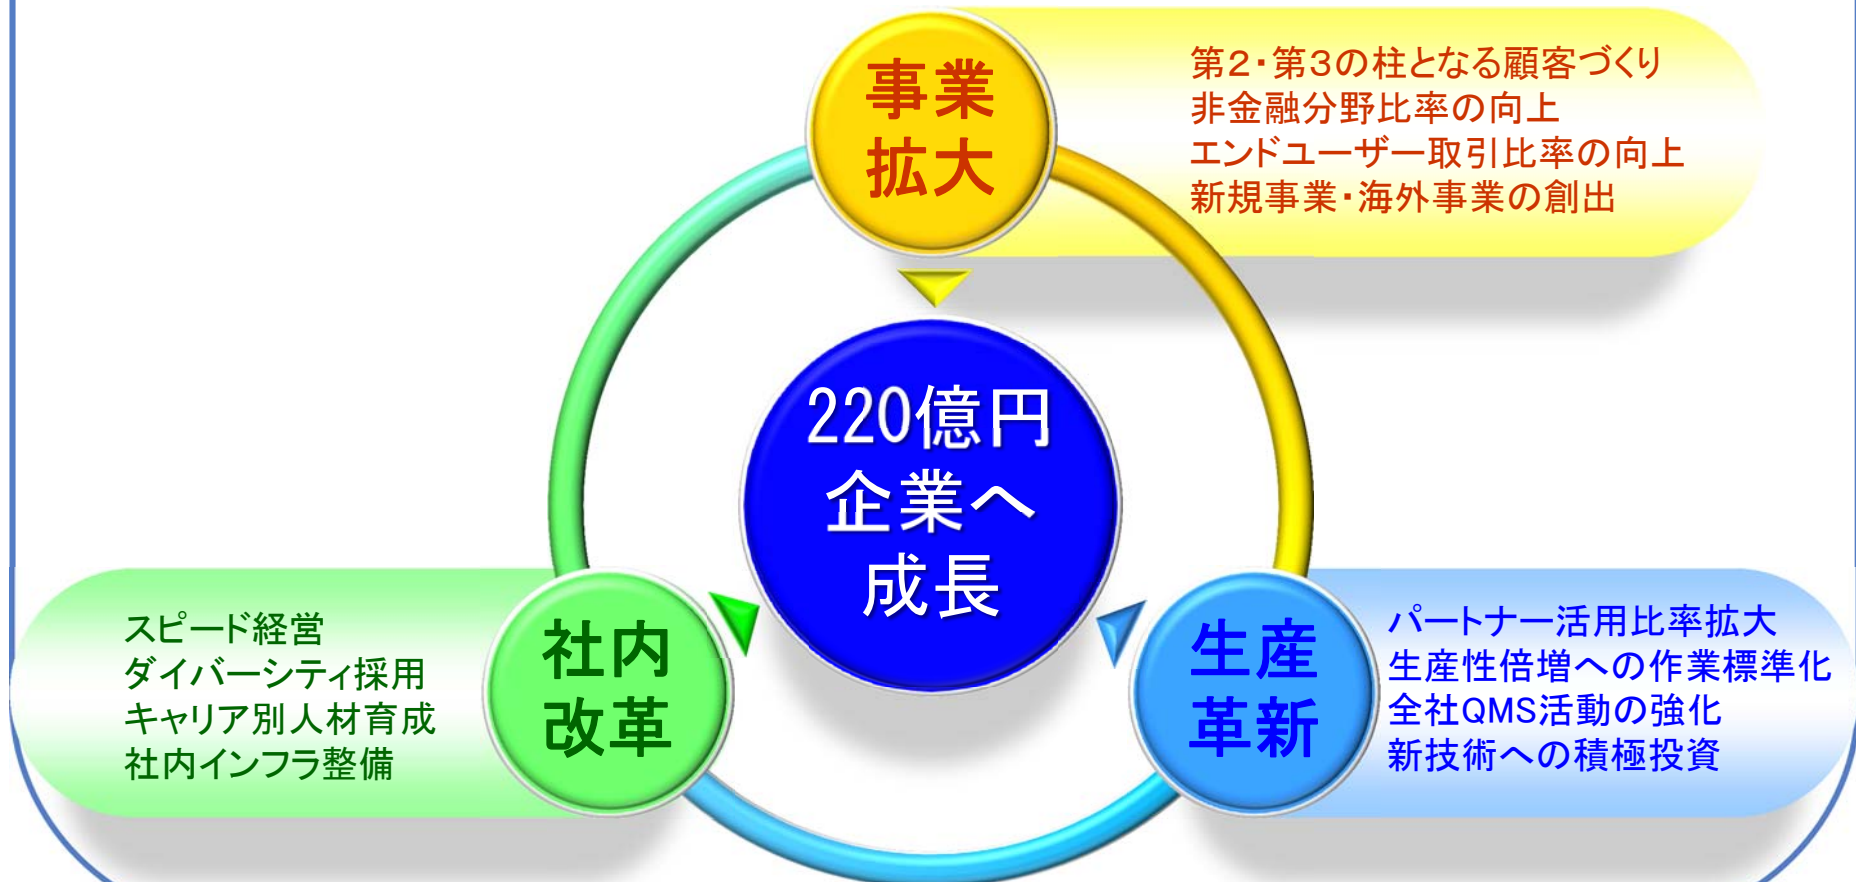 事業
拡大
第2・第3の柱となる顧客づくり
非金融分野比率の向上
エンドユーザー取引比率の向上
新規事業・海外事業の創出
220億円
企業へ
成長
社内
改革
スピード経営
ダイバーシティ採用
キャリア別人材育成
社内インフラ整備
生産
革新
パートナー活用比率拡大
生産性倍増への作業標準化
全社QMS活動の強化
新技術への積極投資